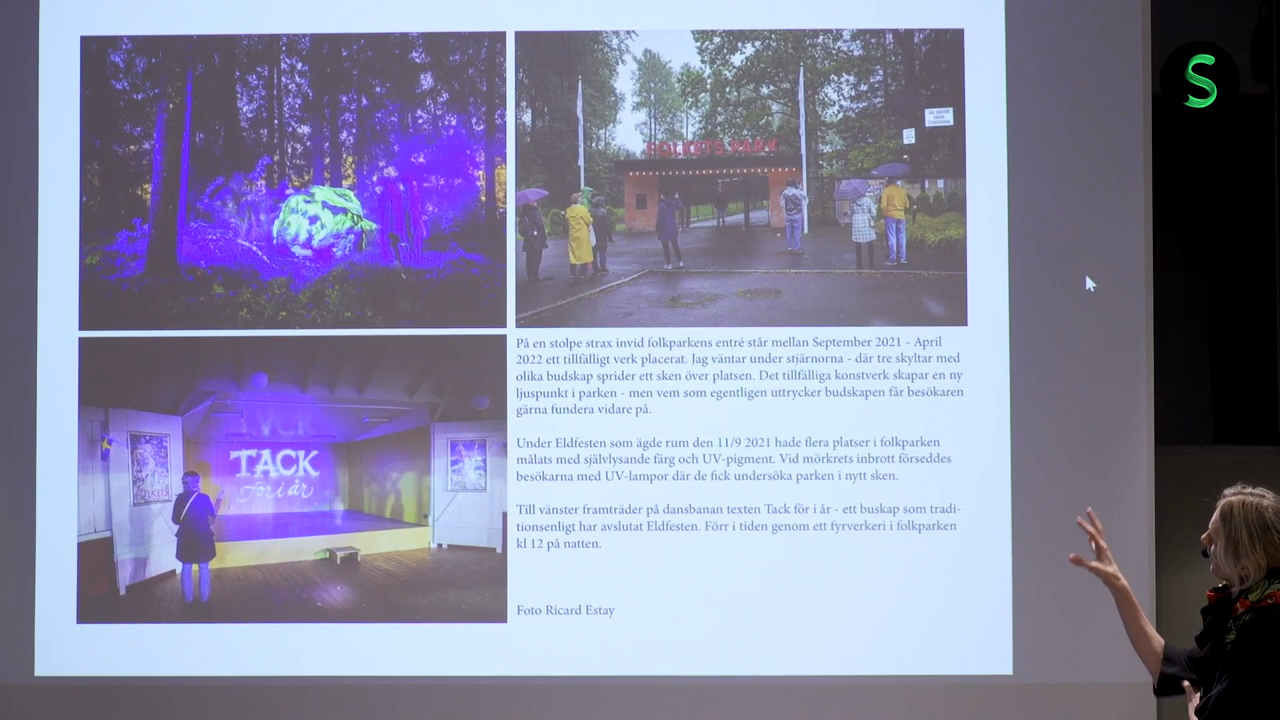 S
FOLKETS PARK
På en stolpe strax invid folkparkens entré står mellan September 2021 - April
2022 ett tillfälligt verk placerat. Jag väntar under stjärnorna - där tre skyltar med
olika budskap sprider ett sken över platsen. Det tillfälliga konstverk skapar en ny
ljuspunkt i parken - men vem som egentligen uttrycker budskapen får besökaren
gärna fundera vidare på.
Under Eldfesten som ägde rum den 11/9 2021 hade flera platser i folkparken
målats med självlysande färg och UV-pigment. Vid mörkrets inbrott förseddes
besökarna med UV-lampor där de fick undersöka parken i nytt sken.
Till vänster framträder på dansbanan texten Tack för i år - ett buskap som tradi-
tionsenligt har avslutat Eldfesten. Förr i tiden genom ett fyrverkeri i folkparken
kl 12 på natten.
Foto Ricard Estay
TACK
för i år